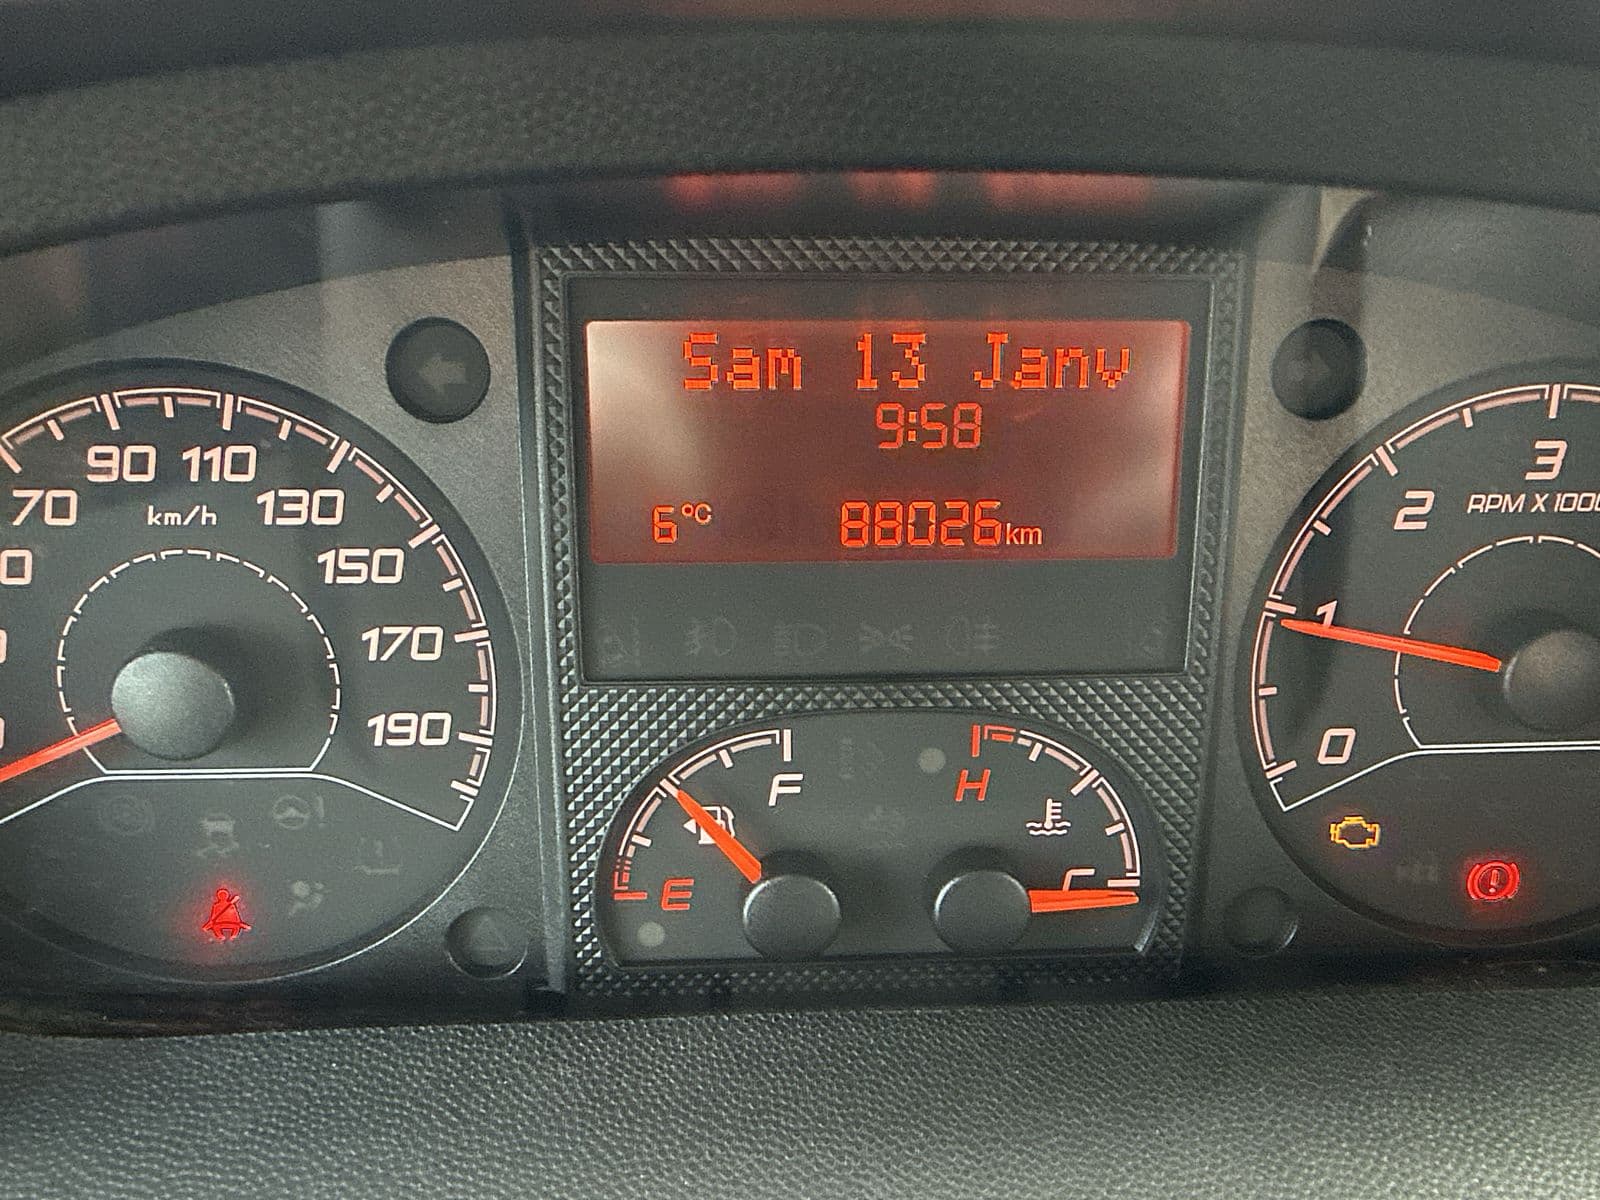 Sam 13 Janv
9:58
6°C 88026km
70 90 110 130 150 170 190
km/h
0 1 2 3
RPM X 100
E F
H C